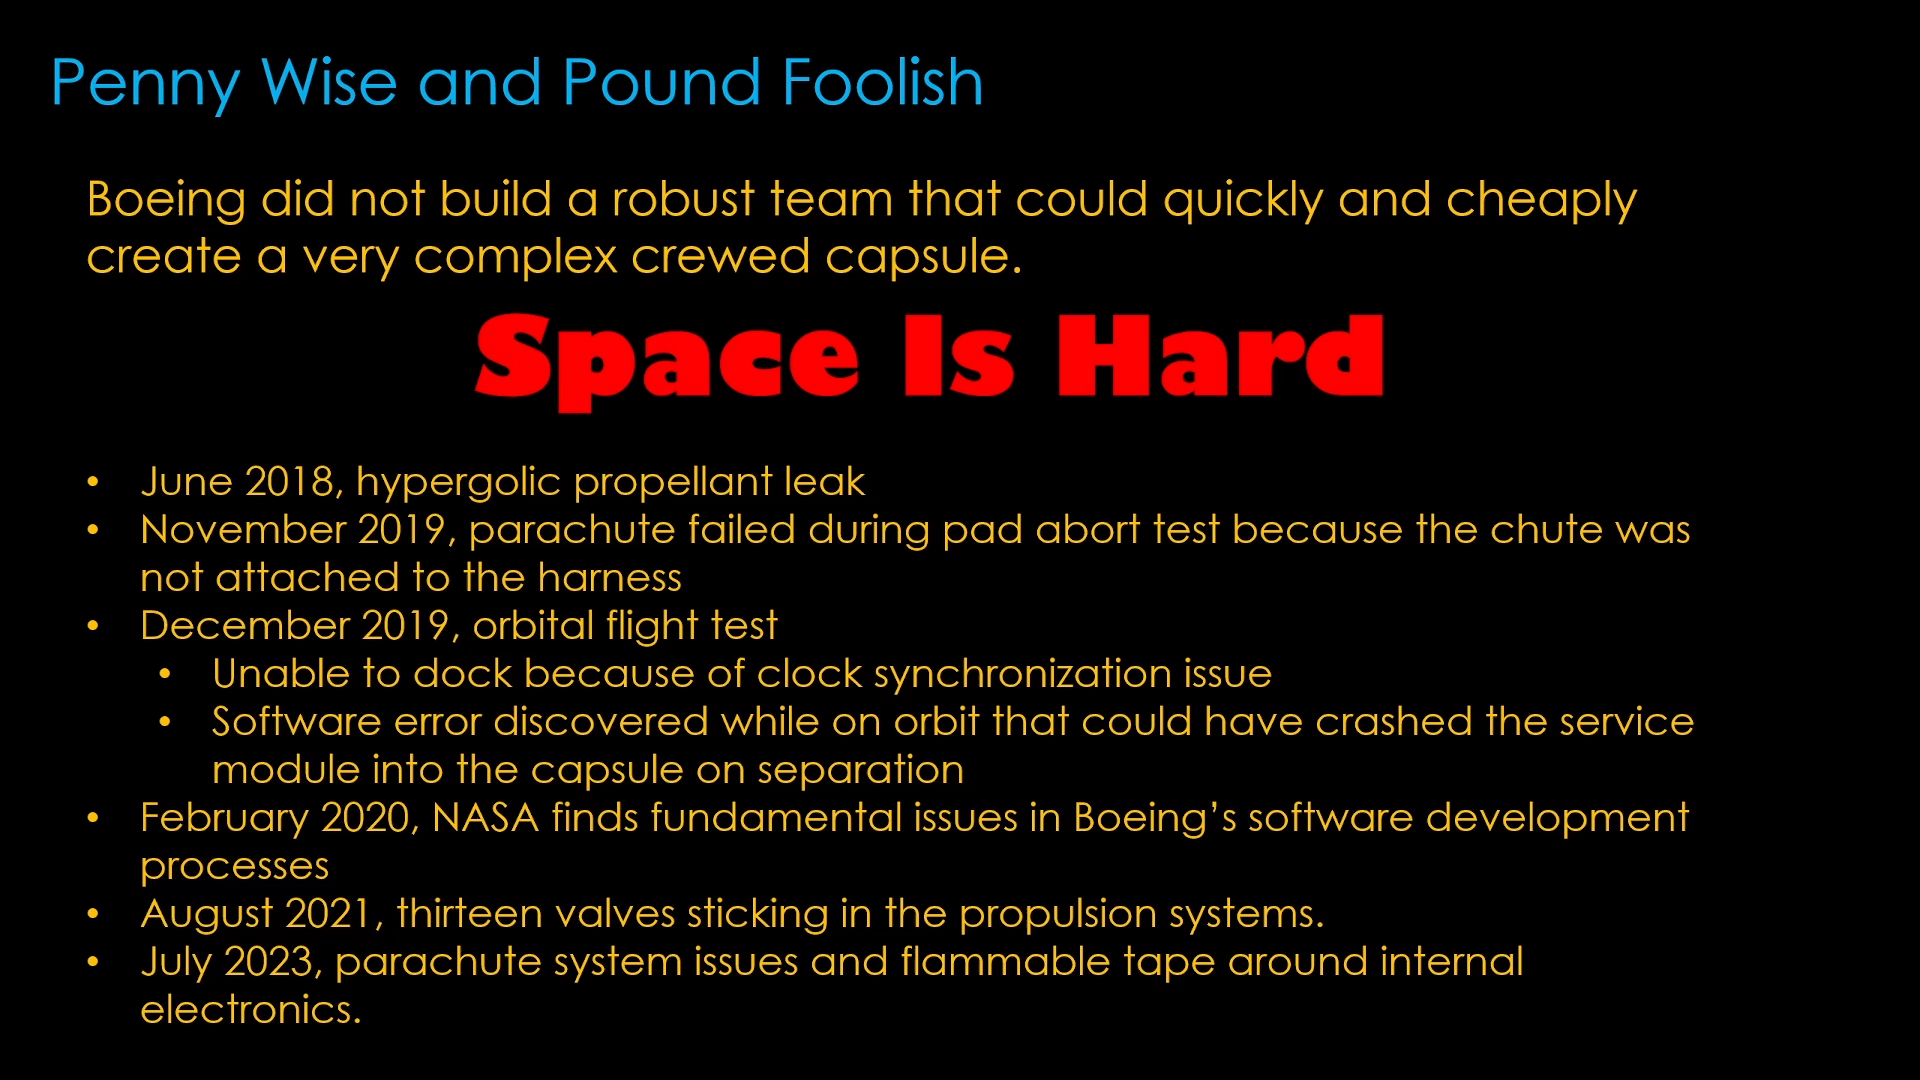 Penny Wise and Pound Foolish
Boeing did not build a robust team that could quickly and cheaply
create a very complex crewed capsule.
Space Is Hard
• June 2018, hypergolic propellant leak
• November 2019, parachute failed during pad abort test because the chute was
not attached to the harness
• December 2019, orbital flight test
• Unable to dock because of clock synchronization issue
• Software error discovered while on orbit that could have crashed the service
module into the capsule on separation
• February 2020, NASA finds fundamental issues in Boeing’s software development
processes
• August 2021, thirteen valves sticking in the propulsion systems.
• July 2023, parachute system issues and flammable tape around internal
electronics.